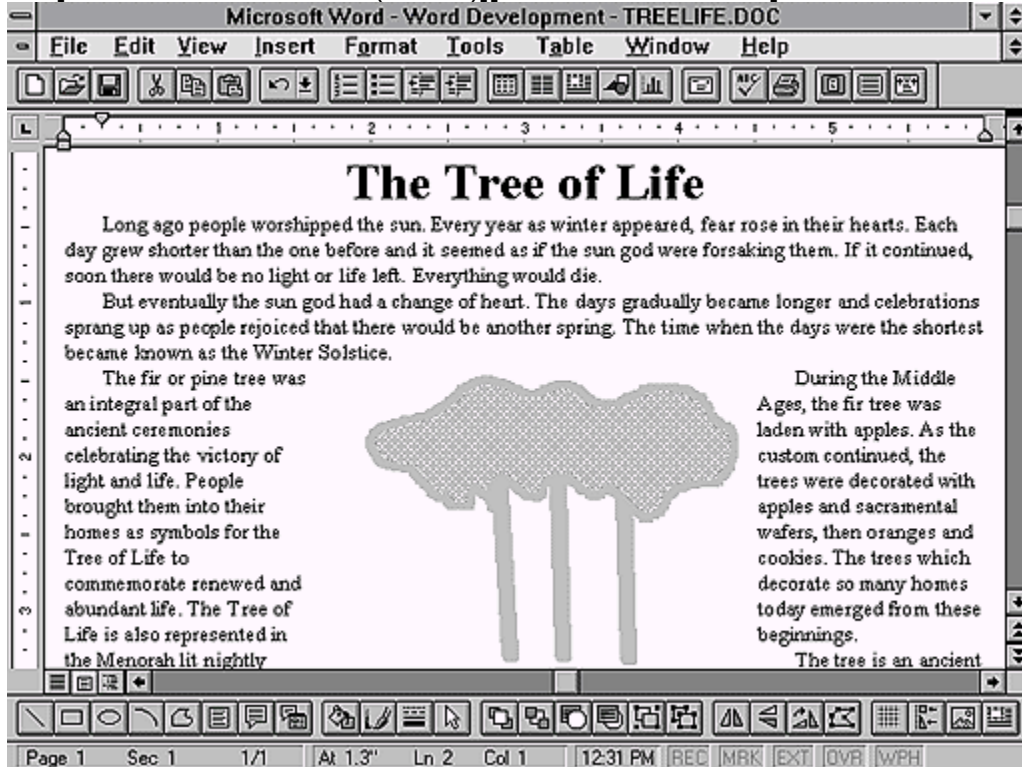 Microsoft Word - Word Development - TREELIFE.DOC
File Edit View Insert Format Tools Table Window Help
1 2 3 4 5
The Tree of Life
Long ago people worshipped the sun. Every year as winter appeared, fear rose in their hearts. Each
day grew shorter than the one before and it seemed as if the sun god were forsaking them. If it continued,
soon there would be no light or life left. Everything would die.
But eventually the sun god had a change of heart. The days gradually became longer and celebrations
sprang up as people rejoiced that there would be another spring. The time when the days were the shortest
became known as the Winter Solstice.
The fir or pine tree was
an integral part of the
ancient ceremonies
celebrating the victory of
light and life. People
brought them into their
homes as symbols for the
Tree of Life to
commemorate renewed and
abundant life. The Tree of
Life is also represented in
the Menorah lit nightly
During the Middle
Ages, the fir tree was
laden with apples. As the
custom continued, the
trees were decorated with
apples and sacramental
wafers, then oranges and
cookies. The trees which
decorate so many homes
today emerged from these
beginnings.
The tree is an ancient
Page 1 Sec 1 1/1 At 1.3" Ln 2 Col 1 12:31 PM REC MRK EXT OVR WPH